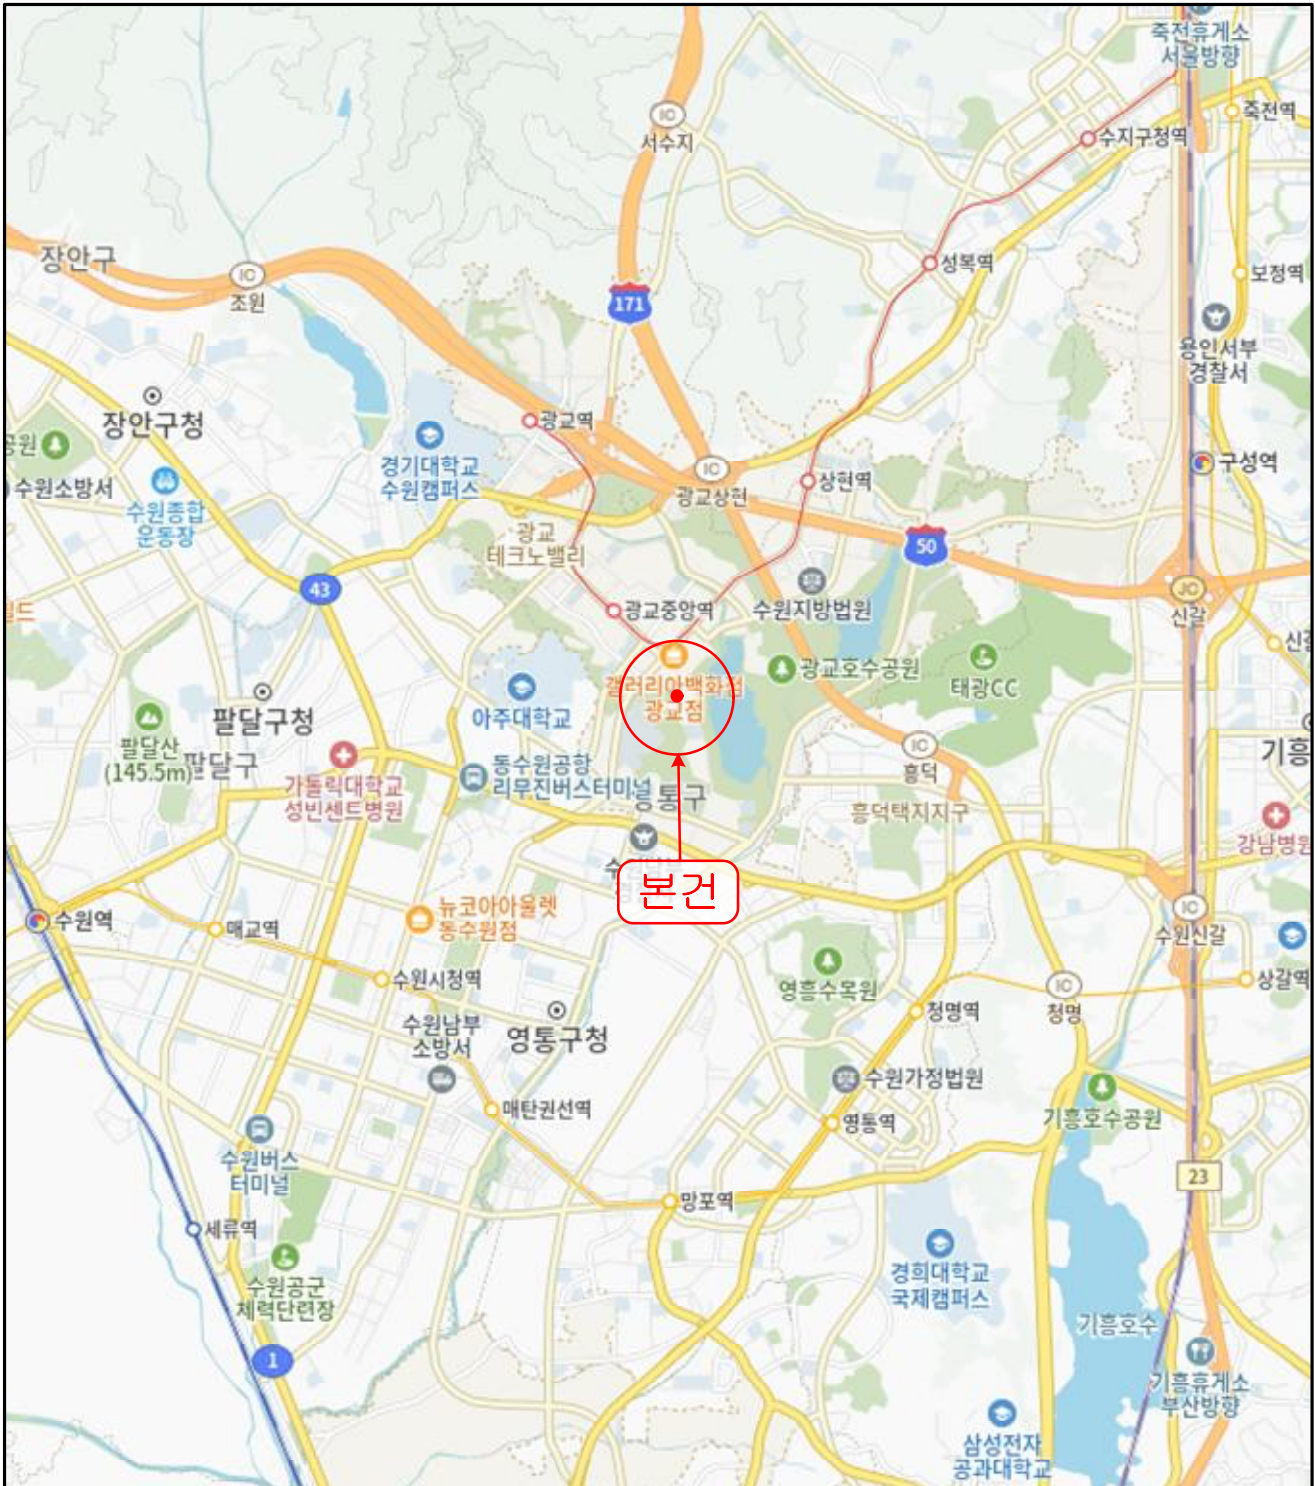 죽전휴게소
서울방향
IC
서수지
죽전역
수지구청역
장안구
IC
조원
성복역
보정역
171
용인서부
경찰서
장안구청
광교역
공원
경기대학교
수원캠퍼스
IC
광교상현
상현역
구성역
수원소방서
수원종합
운동장
광교
테크노밸리
50
43
수원지방법원
JC
신갈
광교중앙역
갤러리아백화점
광교점
광교호수공원
태광CC
아주대학교
팔달구청
팔달산
(145.5m)
팔달구
가톨릭대학교
성빈센트병원
동수원공항
리무진버스터미널
IC
흥덕
흥덕택지지구
강남병원
본건
수원역
매교역
뉴코아아울렛
동수원점
IC
수원신갈
수원시청역
영흥수목원
청명역
IC
청명
상갈역
수원남부
소방서
영통구청
수원가정법원
기흥호수공원
매탄권선역
영통역
수원버스
터미널
망포역
23
세류역
수원공군
체력단련장
경희대학교
국제캠퍼스
기흥호수
1
기흥휴게소
부산방향
삼성전자
공과대학교